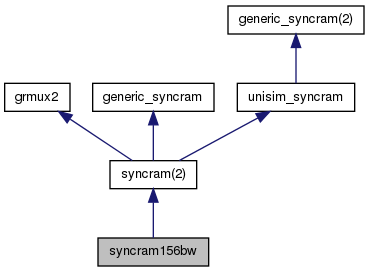 generic_syncram(2)
grmux2
generic_syncram
unisim_syncram
syncram(2)
syncram156bw